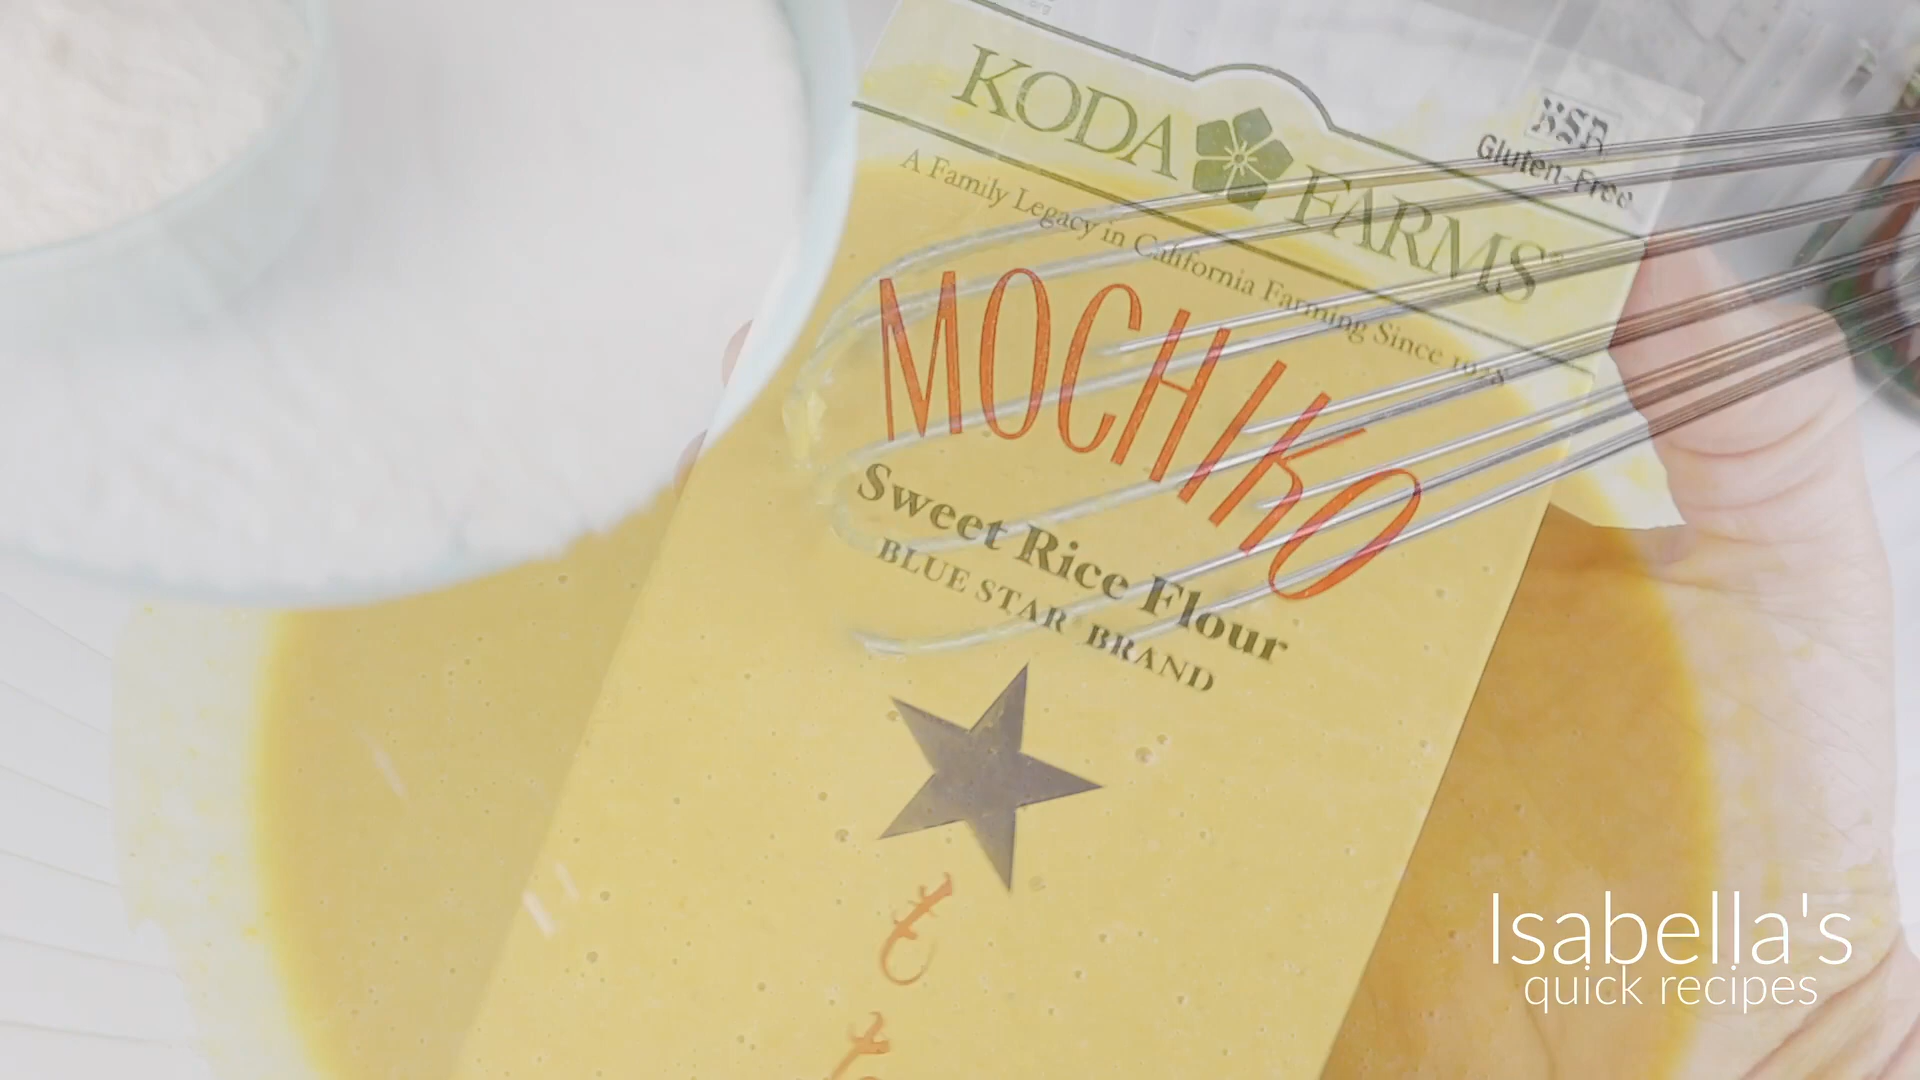 KODA FARMS
Gluten-Free
A Family Legacy in California Farming Since 1928
MOCHIKO
Sweet Rice Flour
BLUE STAR BRAND
Isabella's
quick recipes